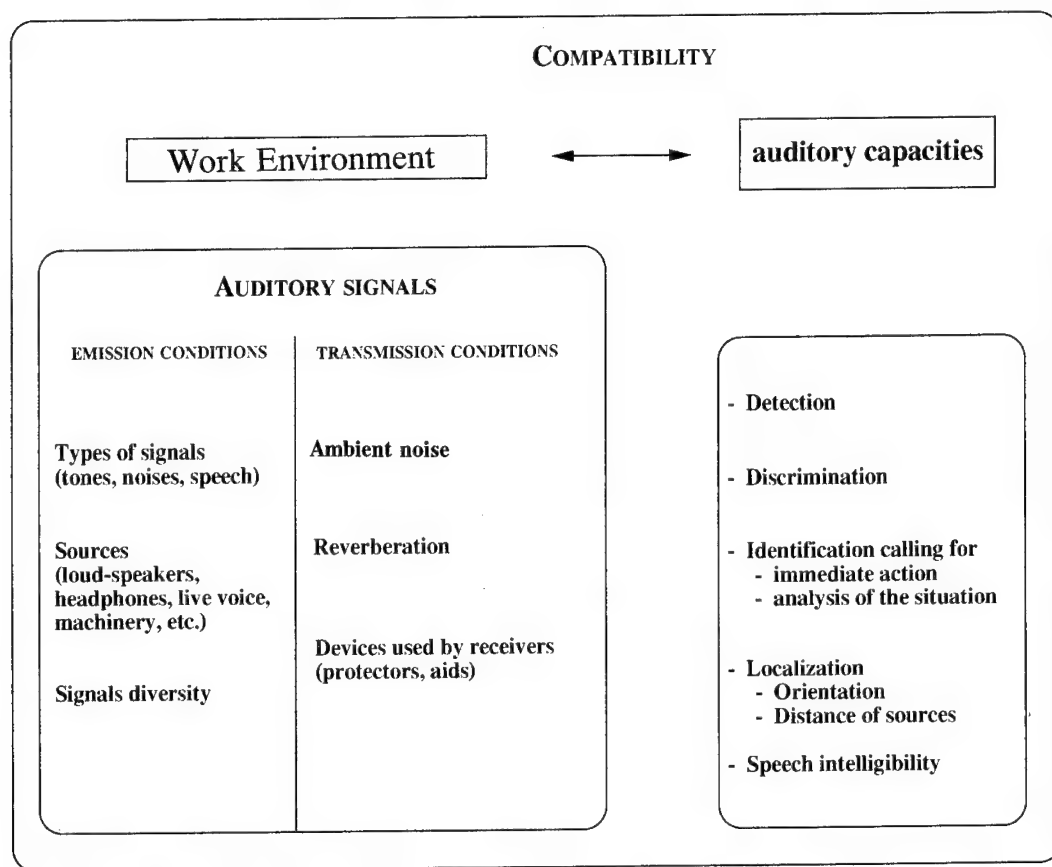 COMPATIBILITY
Work Environment
auditory capacities
AUDITORY SIGNALS
EMISSION CONDITIONS
Types of signals
(tones, noises, speech)
Sources
(loud-speakers,
headphones, live voice,
machinery, etc.)
Signals diversity
TRANSMISSION CONDITIONS
Ambient noise
Reverberation
Devices used by receivers
(protectors, aids)
- Detection
- Discrimination
- Identification calling for
- immediate action
- analysis of the situation
- Localization
- Orientation
- Distance of sources
- Speech intelligibility